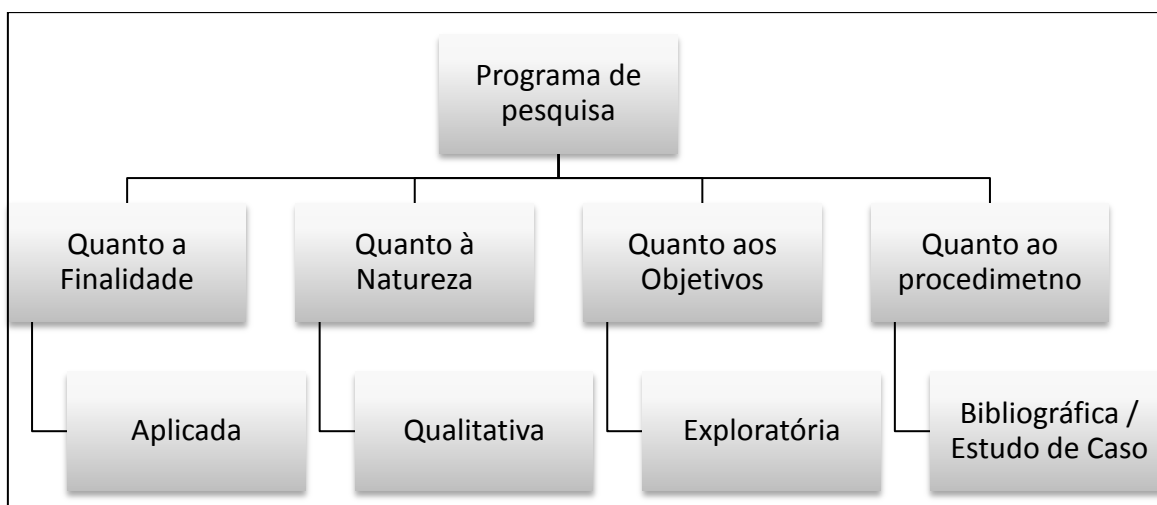 Programa de
pesquisa
Quanto a
Finalidade
Quanto à
Natureza
Quanto aos
Objetivos
Quanto ao
procedimetno
Aplicada
Qualitativa
Exploratória
Bibliográfica /
Estudo de Caso